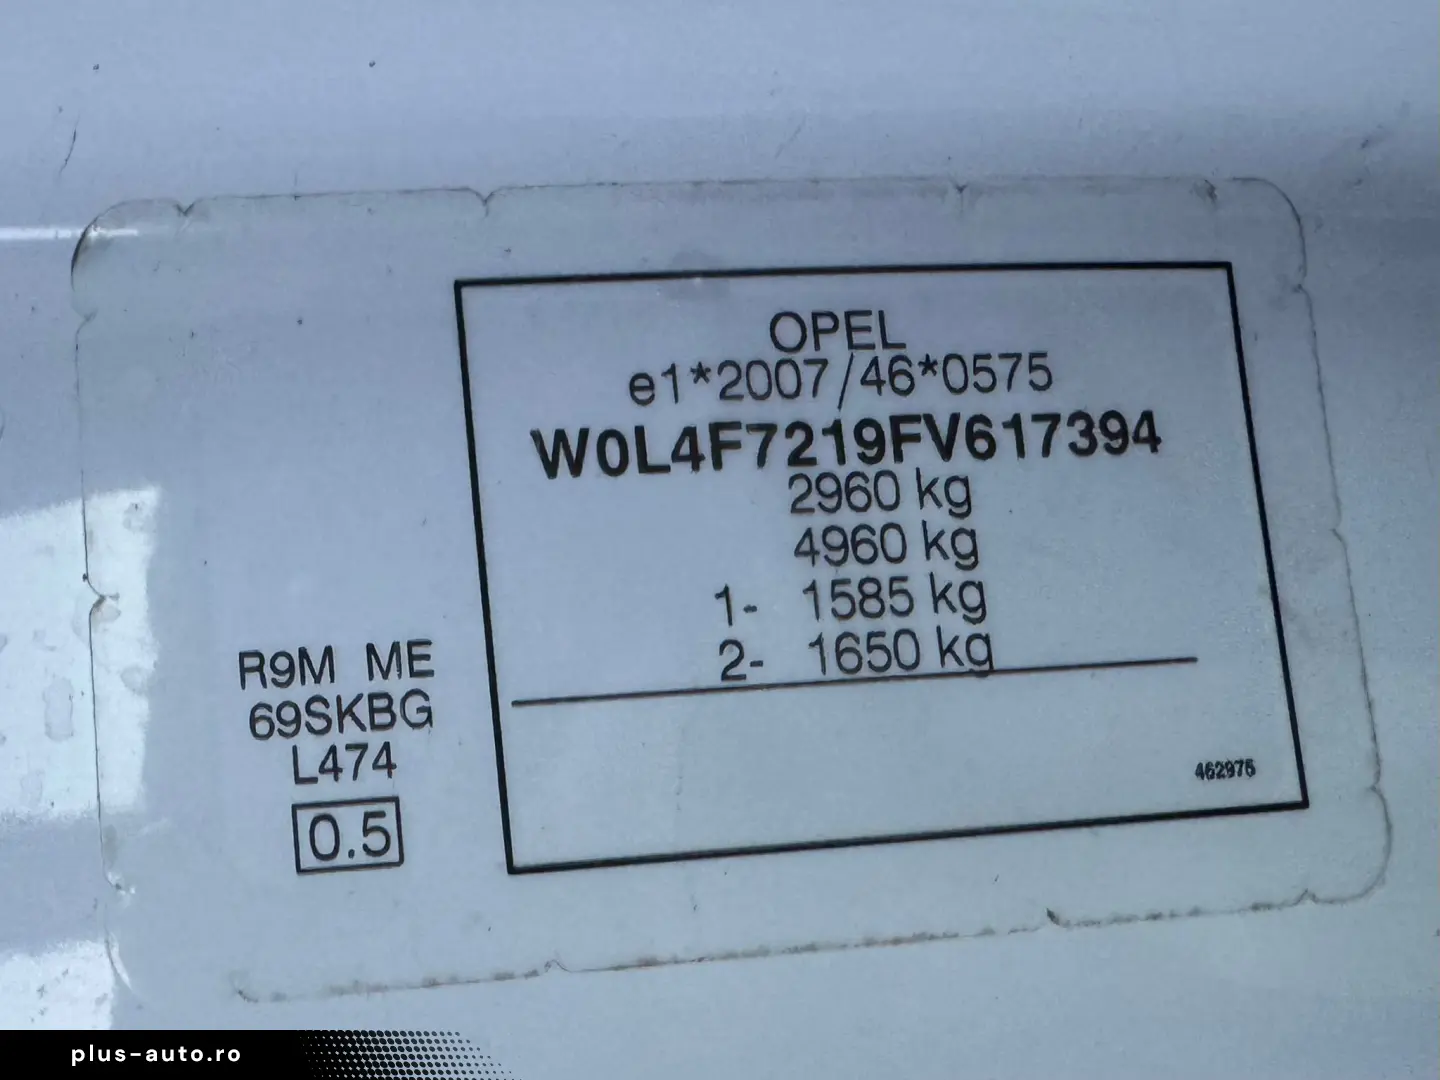 OPEL
e1*2007/46*0575
W0L4F7219FV617394
2960 kg
4960 kg
1- 1585 kg
2- 1650 kg
462975
R9M ME
69SKBG
L474
0.5
plus-auto.ro